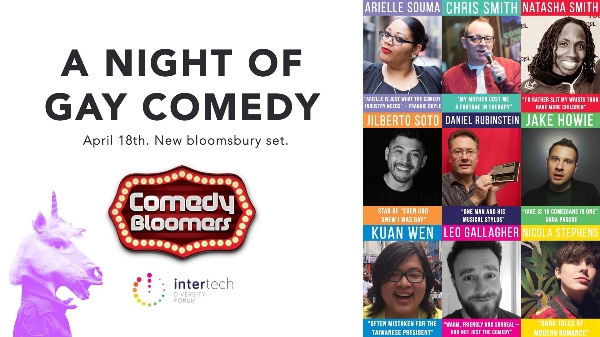 A NIGHT OF
GAY COMEDY
April 18th. New bloomsbury set.
Comedy
Bloomers
intertech
DIVERSITY
FORUM
ARIELLE SOUMA
"ARIELLE IS JUST WHAT THE COMEDY
INDUSTRY NEEDS" – FRANKIE BOYLE
CHRIS SMITH
"MY MOTHER COST ME
A FORTUNE IN THERAPY"
NATASHA SMITH
"I'D RATHER SLIT MY WRISTS THAN
HAVE MORE CHILDREN"
JILBERTO SOTO
STAR OF "EVEN GOD
KNEW I WAS GAY"
DANIEL RUBINSTEIN
"ONE MAN AND HIS
MUSICAL STYLUS"
JAKE HOWIE
"JAKE IS 10 COMEDIANS IN ONE"
SARA PASCOE
KUAN WEN
"OFTEN MISTAKEN FOR THE
TAIWANESE PRESIDENT"
LEO GALLAGHER
"WARM, FRIENDLY AND SURREAL –
AND NOT JUST THE COMEDY"
NICOLA STEPHENS
"DARK TALES OF
MODERN ROMANCE"